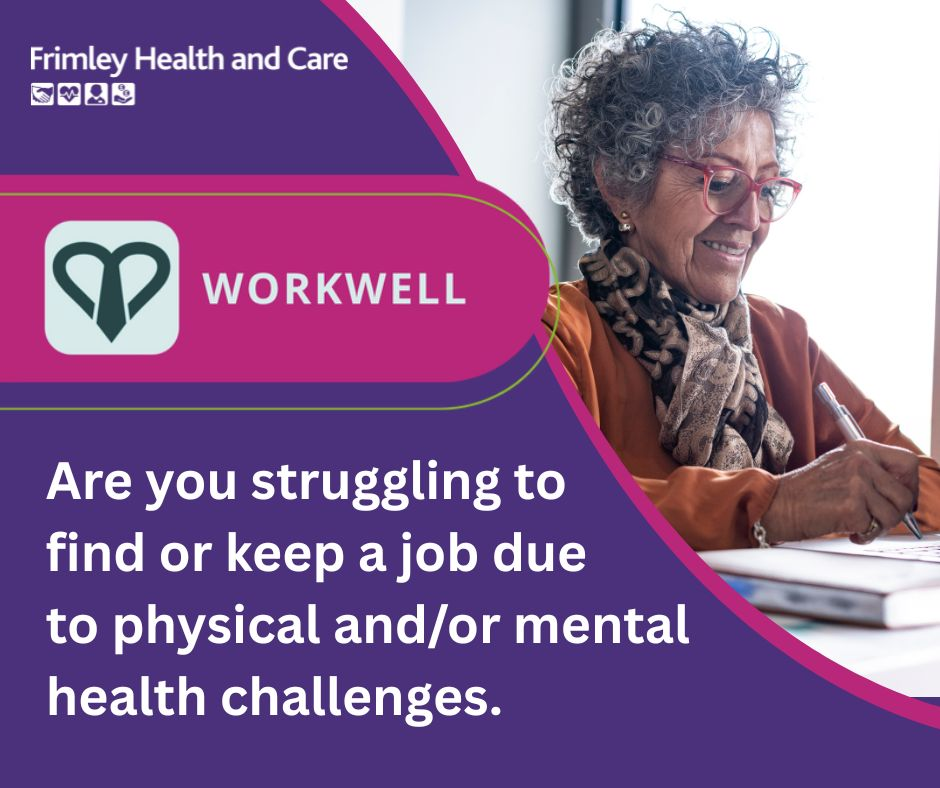 Frimley Health and Care
WORKWELL
Are you struggling to
find or keep a job due
to physical and/or mental
health challenges.